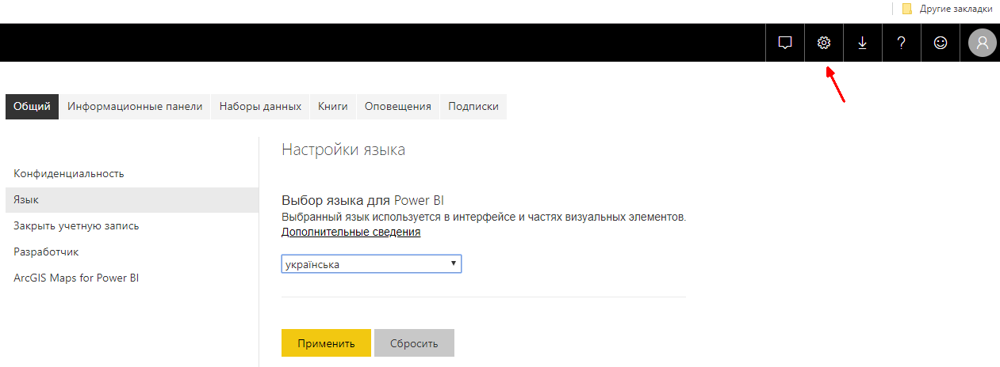 Другие закладки
?
Общий Информационные панели Наборы данных Книги Оповещения Подписки
Настройки языка
Конфиденциальность
Язык
Закрыть учетную запись
Разработчик
ArcGIS Maps for Power BI
Выбор языка для Power BI
Выбранный язык используется в интерфейсе и частях визуальных элементов.
Дополнительные сведения
українська
Применить Сбросить